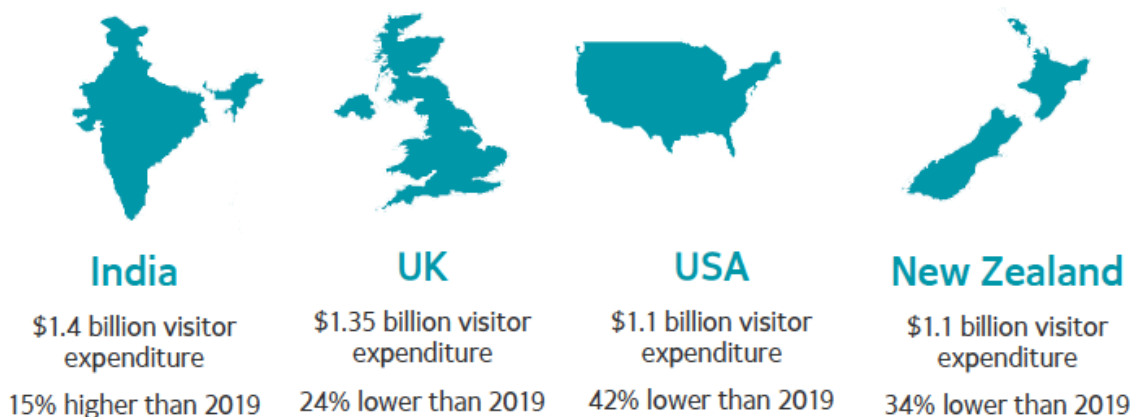 India
$1.4 billion visitor
expenditure
15% higher than 2019
UK
$1.35 billion visitor
expenditure
24% lower than 2019
USA
$1.1 billion visitor
expenditure
42% lower than 2019
New Zealand
$1.1 billion visitor
expenditure
34% lower than 2019